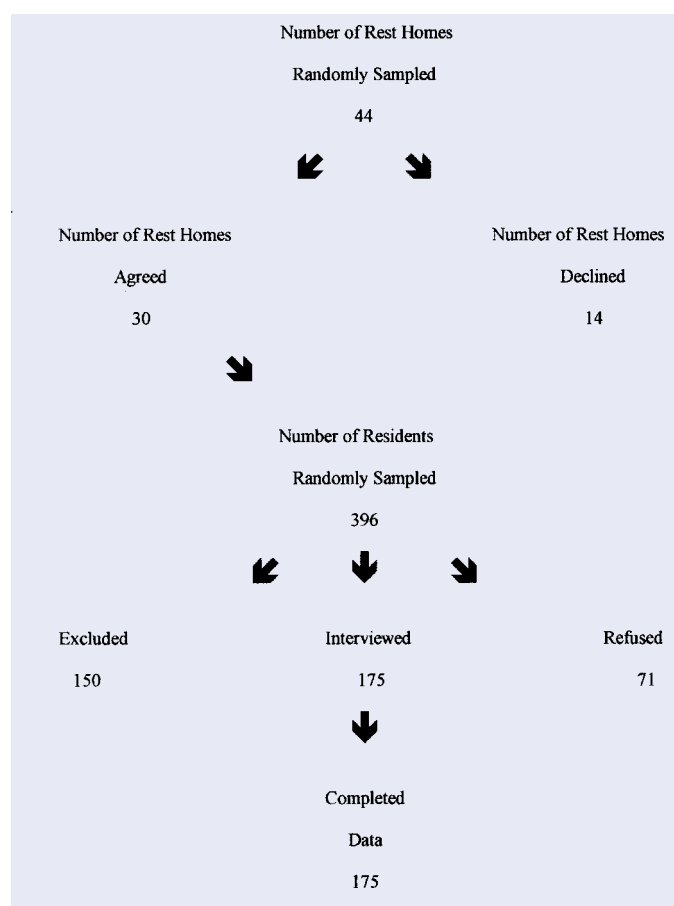 Number of Rest Homes
Randomly Sampled
44
Number of Rest Homes
Agreed
30
Number of Rest Homes
Declined
14
Number of Residents
Randomly Sampled
396
Excluded
150
Interviewed
175
Refused
71
Completed
Data
175